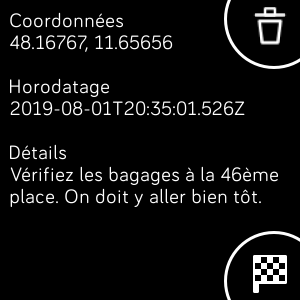 Coordonnées
48.16767, 11.65656
Horodatage
2019-08-01T20:35:01.526Z
Détails
Vérifiez les bagages à la 46ème
place. On doit y aller bien tôt.